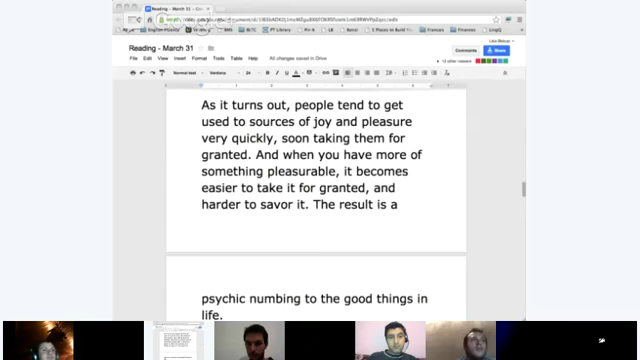 Reading - March 31
File Edit View Insert Format Tools Table Help All changes saved in Drive
Comments Share
Normal text Verdana 24
As it turns out, people tend to get
used to sources of joy and pleasure
very quickly, soon taking them for
granted. And when you have more of
something pleasurable, it becomes
easier to take it for granted, and
harder to savor it. The result is a
psychic numbing to the good things in
life.